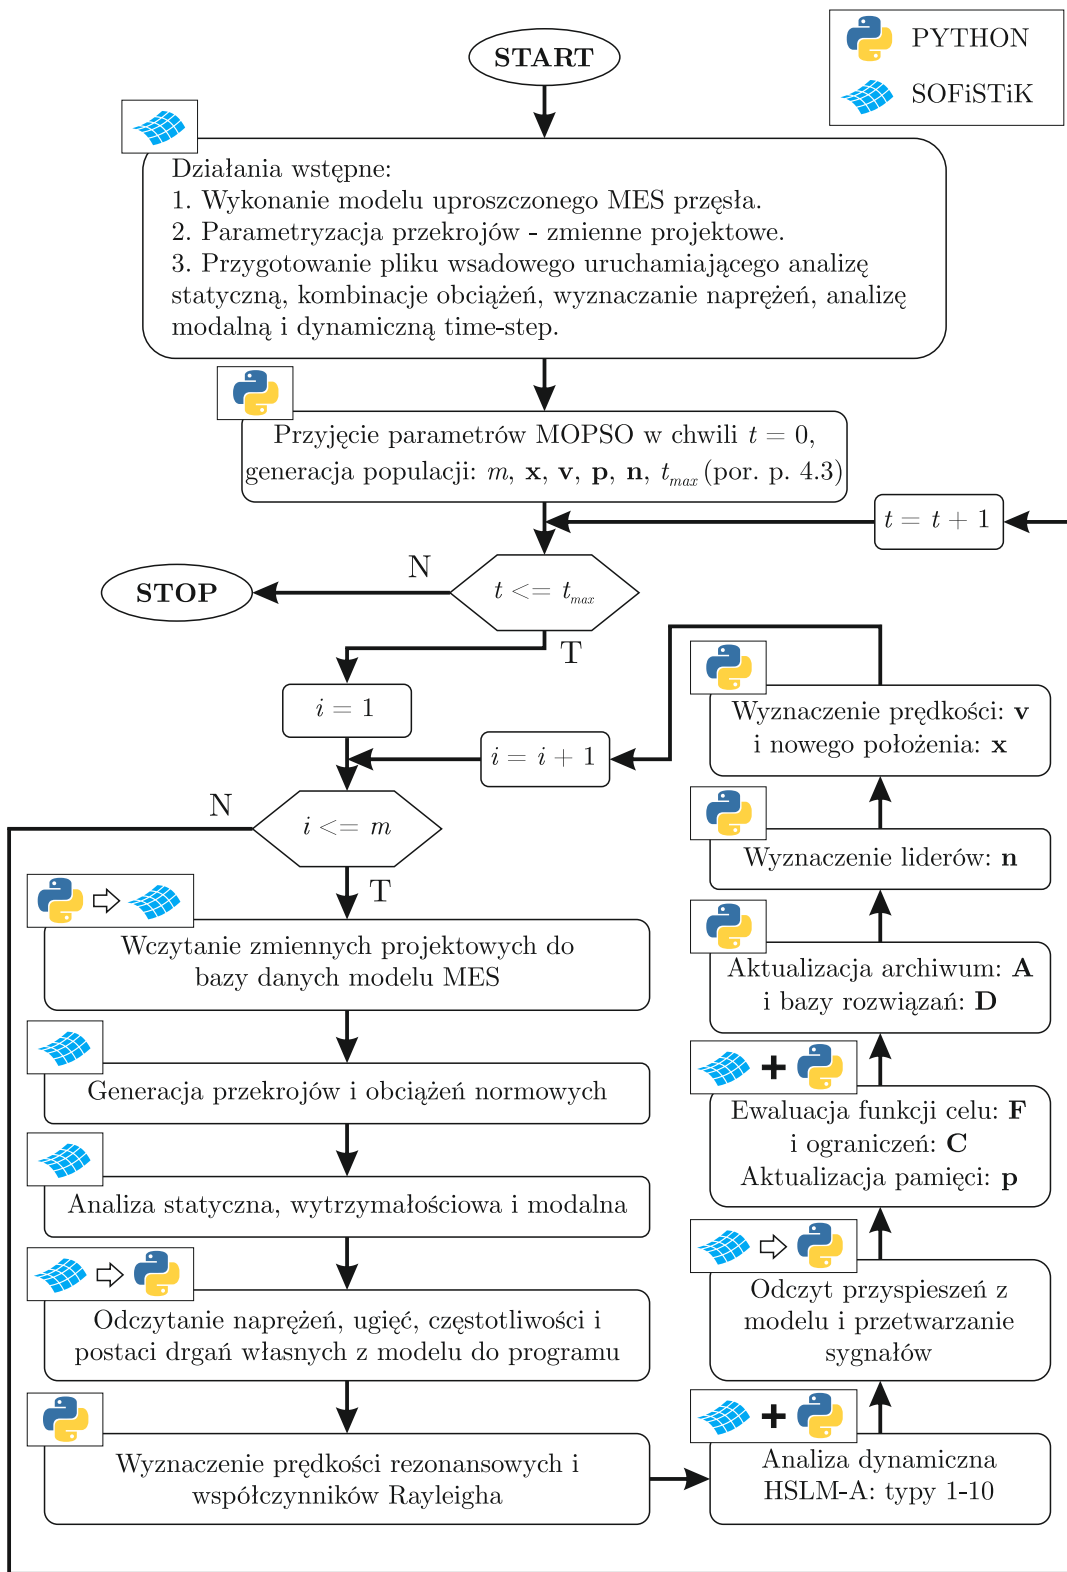 START
PYTHON
SOFiSTiK
Działania wstępne:
1. Wykonanie modelu uproszczonego MES przęsła.
2. Parametryzacja przekrojów - zmienne projektowe.
3. Przygotowanie pliku wsadowego uruchamiającego analizę
statyczną, kombinacje obciążeń, wyznaczanie naprężeń, analizę
modalną i dynamiczną time-step.
Przyjęcie parametrów MOPSO w chwili t = 0,
generacja populacji: m, x, v, p, n, t_max (por. p. 4.3)
t = t + 1
N
STOP
t <= t_max
T
i = 1
i = i + 1
N
i <= m
T
Wczytanie zmiennych projektowych do
bazy danych modelu MES
Generacja przekrojów i obciążeń normowych
Analiza statyczna, wytrzymałościowa i modalna
Odczytanie naprężeń, ugięć, częstotliwości i
postaci drgań własnych z modelu do programu
Wyznaczenie prędkości rezonansowych i
współczynników Rayleigha
Analiza dynamiczna
HSLM-A: typy 1-10
Odczyt przyspieszeń z
modelu i przetwarzanie
sygnałów
Ewaluacja funkcji celu: F
i ograniczeń: C
Aktualizacja pamięci: p
Aktualizacja archiwum: A
i bazy rozwiązań: D
Wyznaczenie liderów: n
Wyznaczenie prędkości: v
i nowego położenia: x